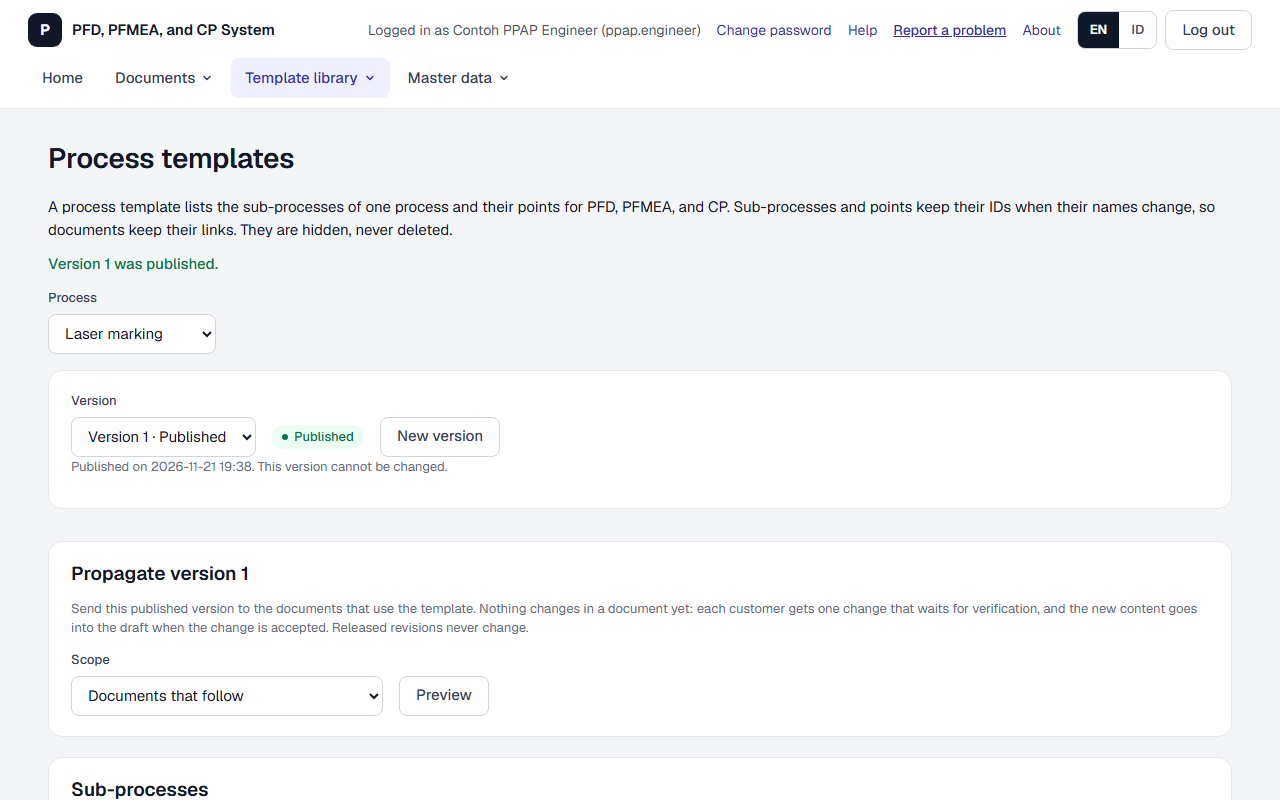 P
PFD, PFMEA, and CP System
Logged in as Contoh PPAP Engineer (ppap.engineer)
Change password
Help
Report a problem
About
EN
ID
Log out
Home
Documents
Template library
Master data
Process templates
A process template lists the sub-processes of one process and their points for PFD, PFMEA, and CP. Sub-processes and points keep their IDs when their names change, so
documents keep their links. They are hidden, never deleted.
Version 1 was published.
Process
Laser marking
Version
Version 1 · Published
Published
New version
Published on 2026-11-21 19:38. This version cannot be changed.
Propagate version 1
Send this published version to the documents that use the template. Nothing changes in a document yet: each customer gets one change that waits for verification, and the new content goes
into the draft when the change is accepted. Released revisions never change.
Scope
Documents that follow
Preview
Sub-processes